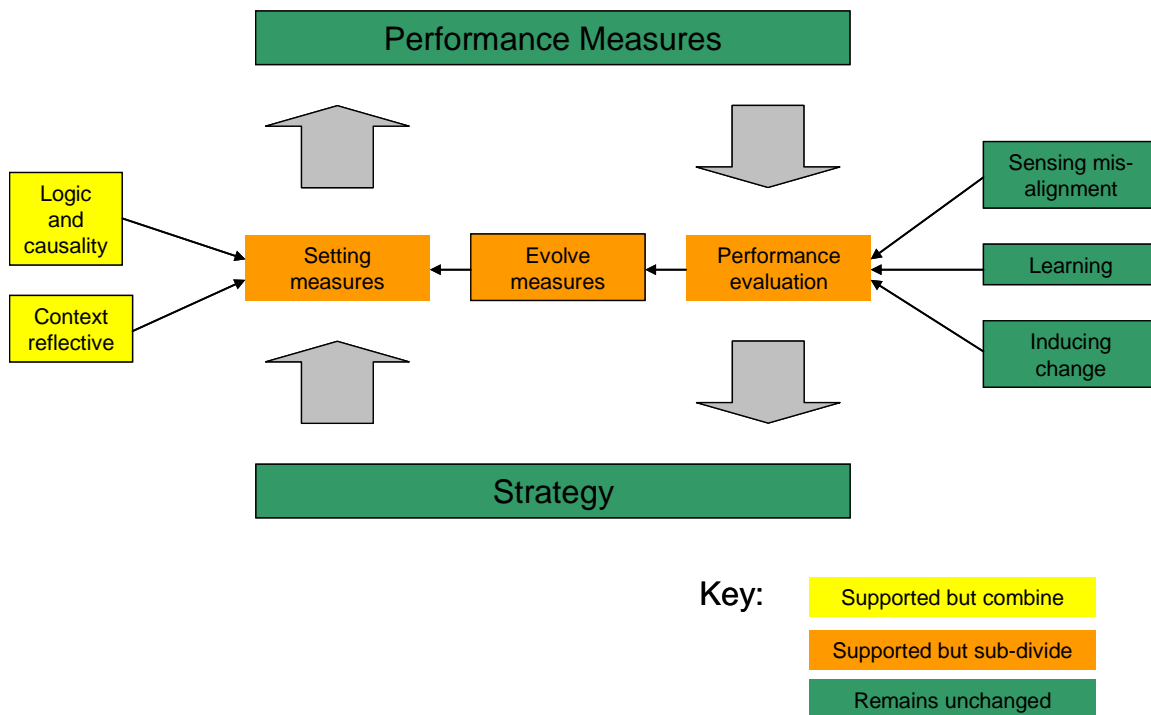 Performance Measures
Logic
and
causality
Context
reflective
Setting
measures
Evolve
measures
Performance
evaluation
Sensing mis-
alignment
Learning
Inducing
change
Strategy
Key:
Supported but combine
Supported but sub-divide
Remains unchanged